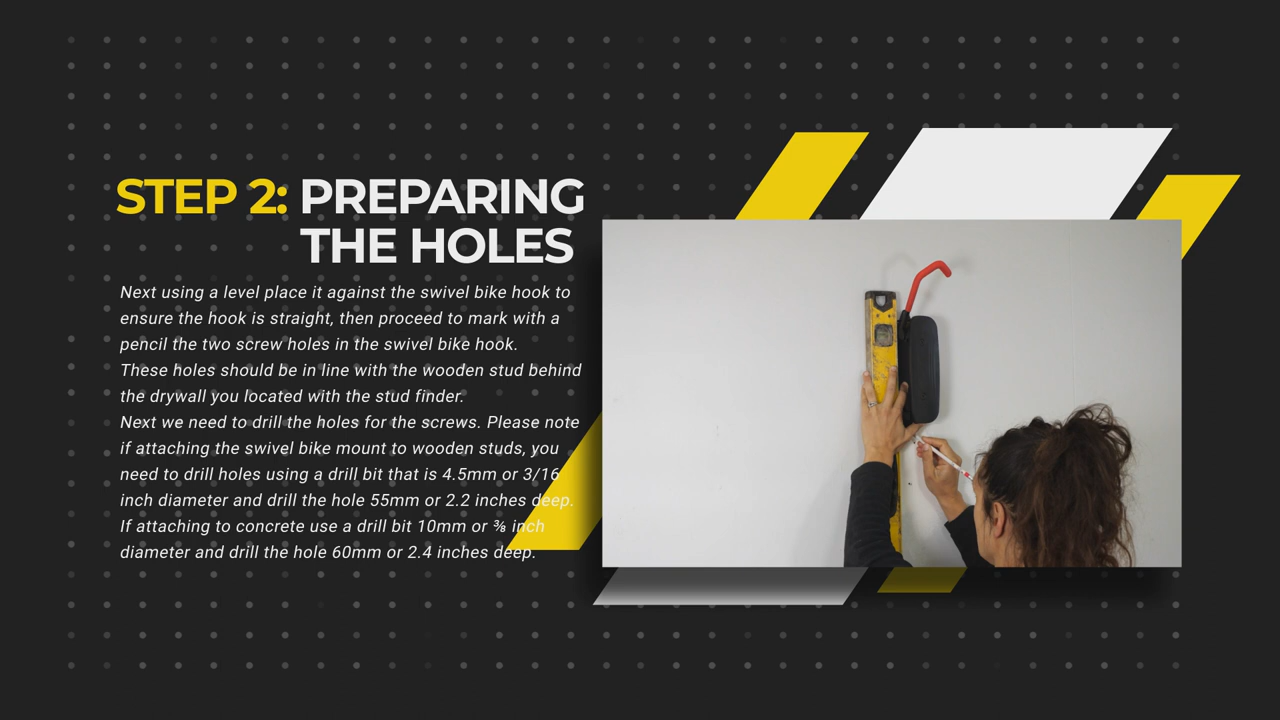 STEP 2: PREPARING
THE HOLES
Next using a level place it against the swivel bike hook to
ensure the hook is straight, then proceed to mark with a
pencil the two screw holes in the swivel bike hook.
These holes should be in line with the wooden stud behind
the drywall you located with the stud finder.
Next we need to drill the holes for the screws. Please note
if attaching the swivel bike mount to wooden studs, you
need to drill holes using a drill bit that is 4.5mm or 3/16
inch diameter and drill the hole 55mm or 2.2 inches deep.
If attaching to concrete use a drill bit 10mm or ⅜ inch
diameter and drill the hole 60mm or 2.4 inches deep.